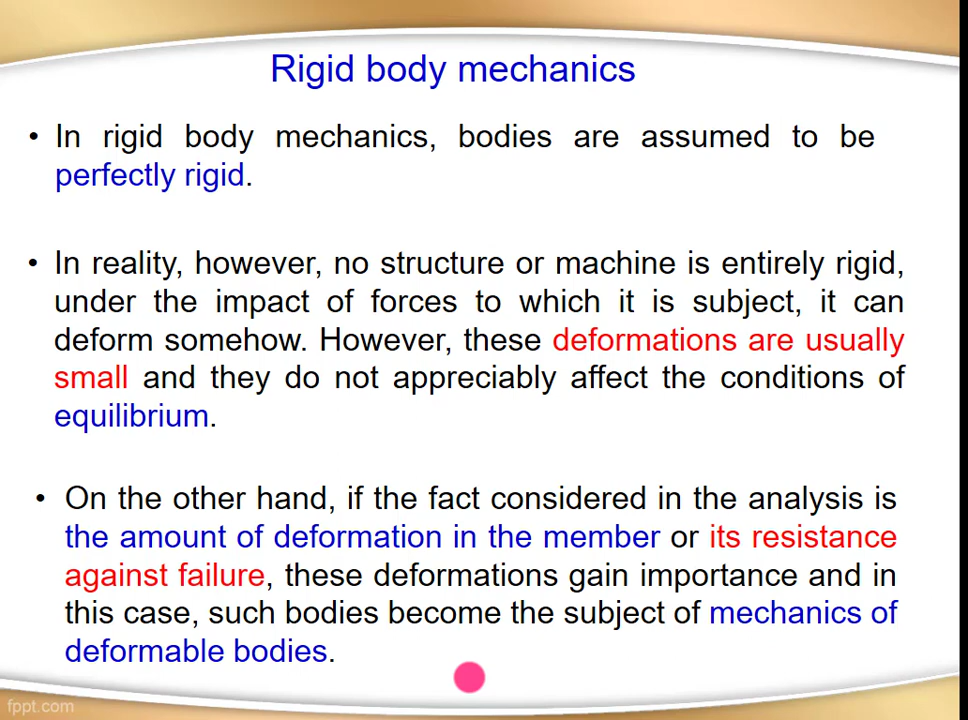 Rigid body mechanics
• In rigid body mechanics, bodies are assumed to be
perfectly rigid.
• In reality, however, no structure or machine is entirely rigid,
under the impact of forces to which it is subject, it can
deform somehow. However, these deformations are usually
small and they do not appreciably affect the conditions of
equilibrium.
• On the other hand, if the fact considered in the analysis is
the amount of deformation in the member or its resistance
against failure, these deformations gain importance and in
this case, such bodies become the subject of mechanics of
deformable bodies.
fppt.com